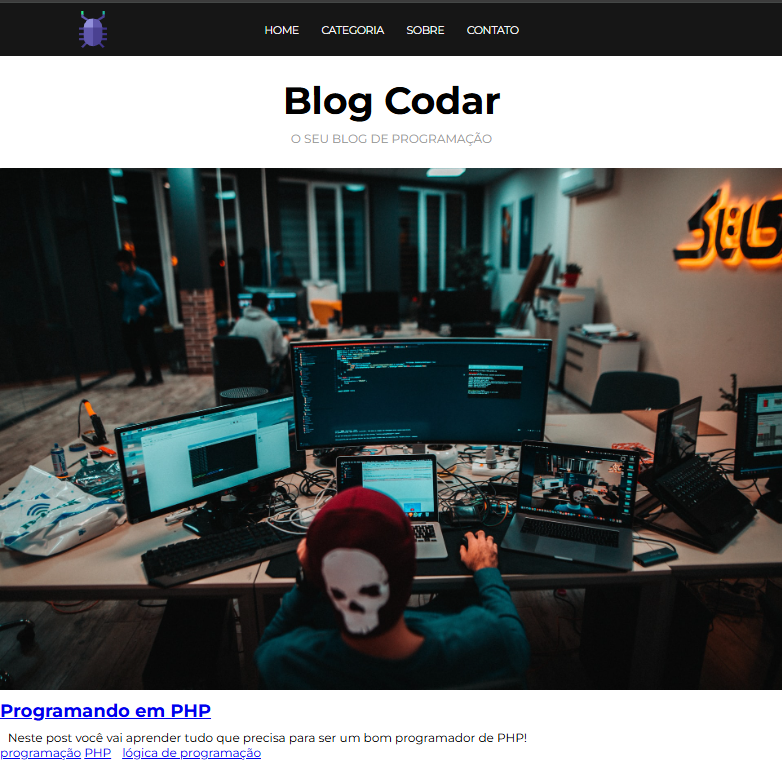 HOME CATEGORIA SOBRE CONTATO
Blog Codar
O SEU BLOG DE PROGRAMAÇÃO
Programando em PHP
Neste post você vai aprender tudo que precisa para ser um bom programador de PHP!
programação PHP lógica de programação